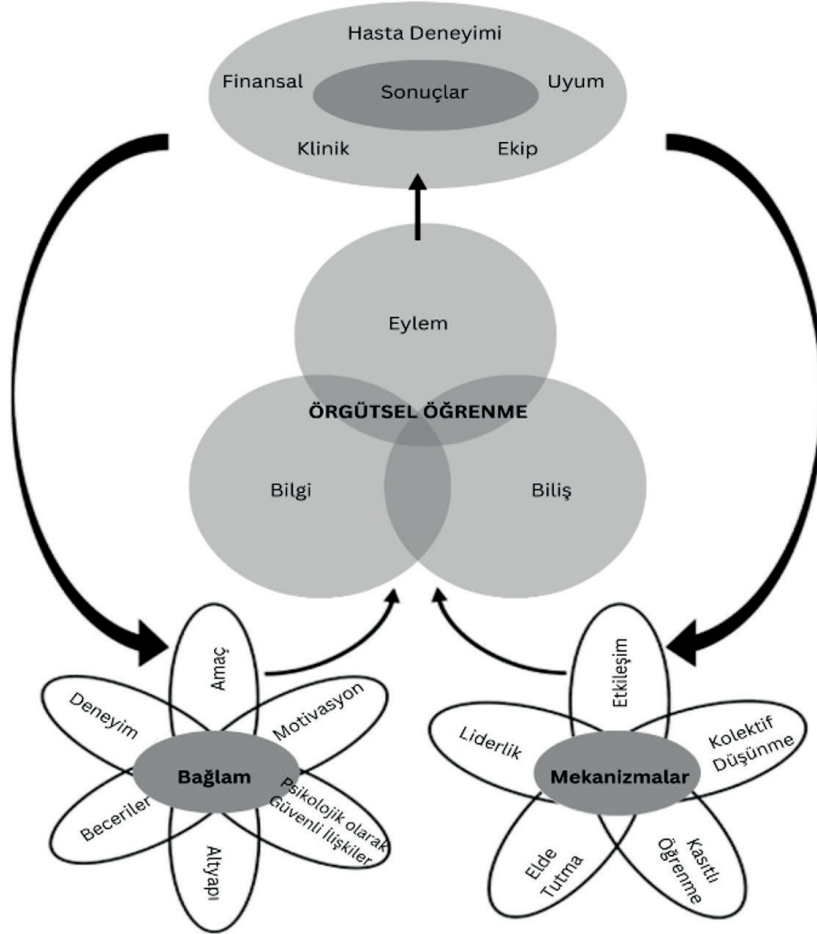 Hasta Deneyimi
Finansal
Sonuçlar
Uyum
Klinik
Ekip
Eylem
ÖRGÜTSEL ÖĞRENME
Bilgi
Biliş
Amaç
Deneyim
Motivasyon
Bağlam
Beceriler
Psikolojik olarak
Güvenli İlişkiler
Altyapı
Etkileşim
Liderlik
Kolektif
Düşünme
Mekanizmalar
Elde
Tutma
Kasıtlı
Öğrenme